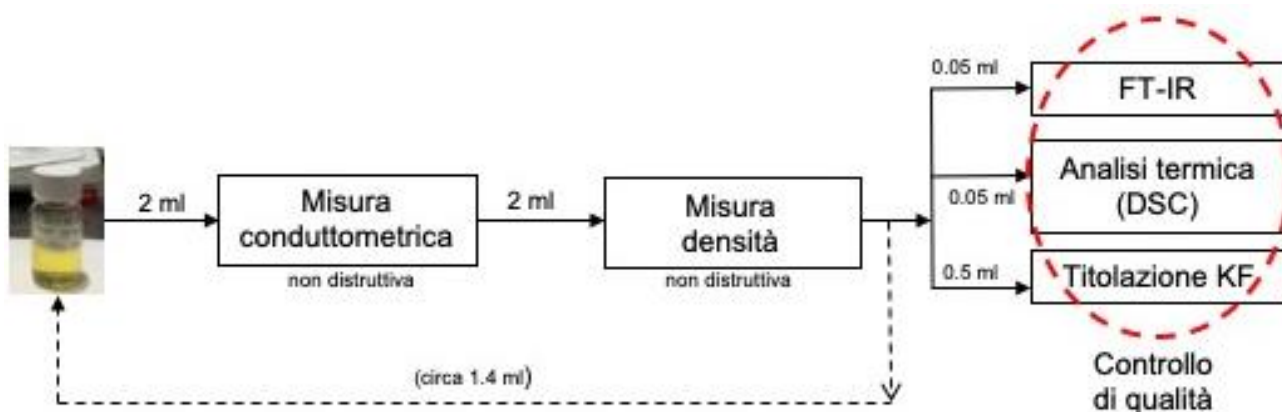 0.05 ml
FT-IR
2 ml
Misura
conduttometrica
non distruttiva
2 ml
Misura
densità
non distruttiva
0.05 ml
Analisi termica
(DSC)
0.5 ml
Titolazione KF
(circa 1.4 ml)
Controllo
di qualità